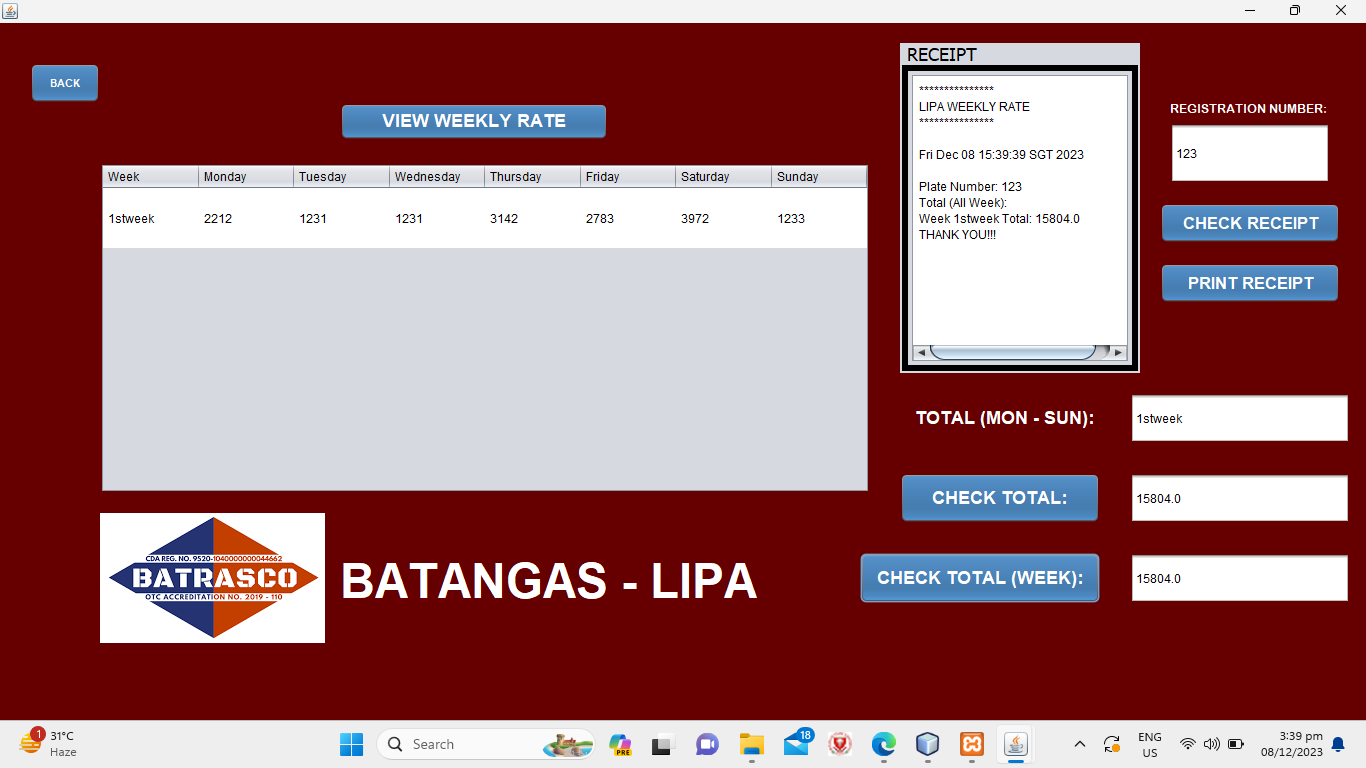 BACK
VIEW WEEKLY RATE
Week Monday Tuesday Wednesday Thursday Friday Saturday Sunday
1stweek 2212 1231 1231 3142 2783 3972 1233
RECEIPT
***************
LIPA WEEKLY RATE
***************
Fri Dec 08 15:39:39 SGT 2023
Plate Number: 123
Total (All Week):
Week 1stweek Total: 15804.0
THANK YOU!!!
REGISTRATION NUMBER:
123
CHECK RECEIPT
PRINT RECEIPT
TOTAL (MON - SUN): 1stweek
CHECK TOTAL: 15804.0
CHECK TOTAL (WEEK): 15804.0
CDA REG. NO. 9520-1040000000044662
BATRASCO
OTC ACCREDITATION NO. 2019 - 110
BATANGAS - LIPA
1
31°C
Haze
Search
PRE
18
ENG
US
3:39 pm
08/12/2023